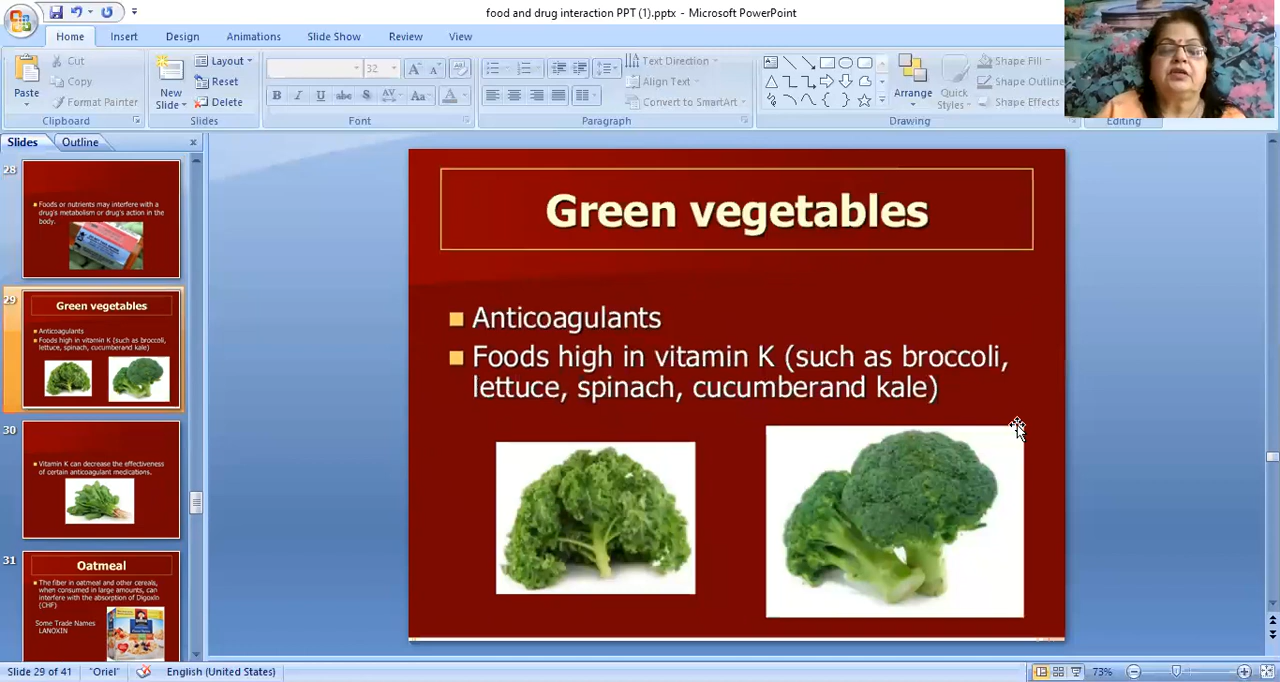 food and drug interaction PPT (1).pptx - Microsoft PowerPoint
Home Insert Design Animations Slide Show Review View
Paste
Cut
Copy
Format Painter
Clipboard
New Slide
Layout
Reset
Delete
Slides
32
B I U abc S AV Aa A
Font
Text Direction
Align Text
Convert to SmartArt
Paragraph
Arrange
Quick Styles
Shape Fill
Shape Outline
Shape Effects
Drawing
Editing
Slides Outline
28
Foods or nutrients may interfere with a
drug's metabolism or drug's action in the
body.
29
Green vegetables
Anticoagulants
Foods high in vitamin K (such as broccoli,
lettuce, spinach, cucumberand kale)
30
Vitamin K can decrease the effectiveness
of certain anticoagulant medications.
31
Oatmeal
The fiber in oatmeal and other cereals,
when consumed in large amounts, can
interfere with the absorption of Digoxin
(CHF)
Some Trade Names
LANOXIN
Green vegetables
Anticoagulants
Foods high in vitamin K (such as broccoli,
lettuce, spinach, cucumberand kale)
Slide 29 of 41 "Oriel" English (United States) 73%